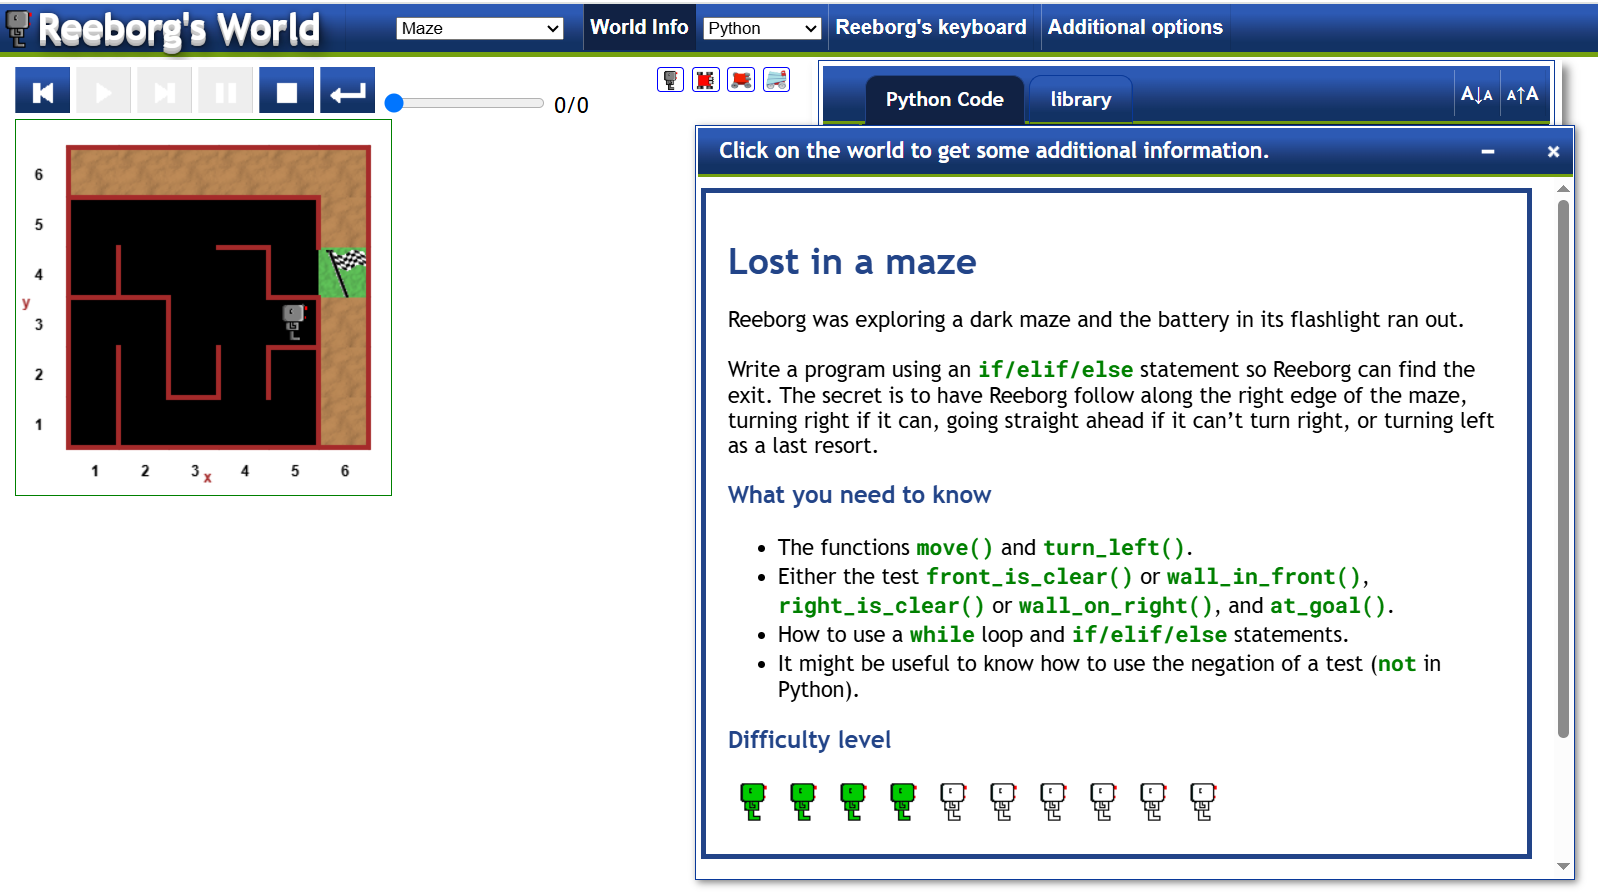 Reeborg's World
Maze
World Info
Python
Reeborg's keyboard
Additional options
0/0
Python Code
library
A↓A
A↑A
6
5
4
y
3
2
1
1 2 3 x 4 5 6
Click on the world to get some additional information.
Lost in a maze
Reeborg was exploring a dark maze and the battery in its flashlight ran out.
Write a program using an if/elif/else statement so Reeborg can find the
exit. The secret is to have Reeborg follow along the right edge of the maze,
turning right if it can, going straight ahead if it can’t turn right, or turning left
as a last resort.
What you need to know
• The functions move() and turn_left().
• Either the test front_is_clear() or wall_in_front(),
right_is_clear() or wall_on_right(), and at_goal().
• How to use a while loop and if/elif/else statements.
• It might be useful to know how to use the negation of a test (not in
Python).
Difficulty level